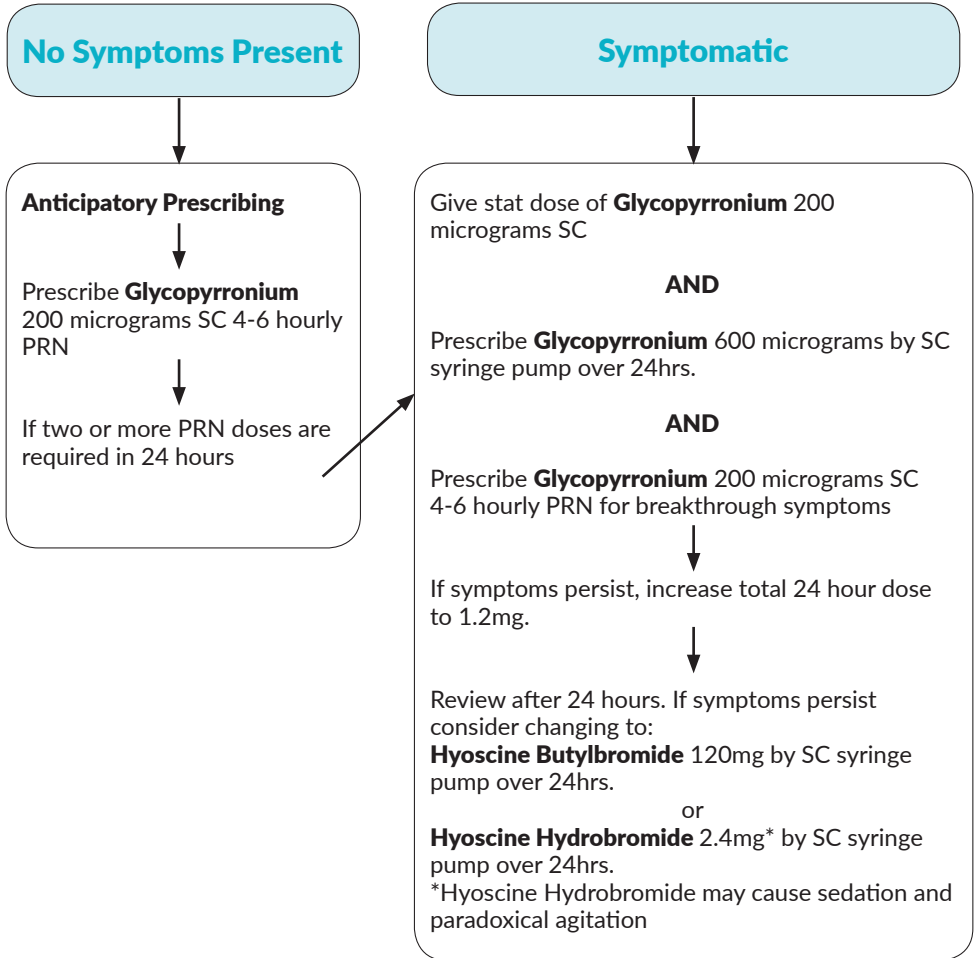 No Symptoms Present
Anticipatory Prescribing
Prescribe Glycopyrronium
200 micrograms SC 4-6 hourly
PRN
If two or more PRN doses are
required in 24 hours
Symptomatic
Give stat dose of Glycopyrronium 200
micrograms SC
AND
Prescribe Glycopyrronium 600 micrograms by SC
syringe pump over 24hrs.
AND
Prescribe Glycopyrronium 200 micrograms SC
4-6 hourly PRN for breakthrough symptoms
If symptoms persist, increase total 24 hour dose
to 1.2mg.
Review after 24 hours. If symptoms persist
consider changing to:
Hyoscine Butylbromide 120mg by SC syringe
pump over 24hrs.
or
Hyoscine Hydrobromide 2.4mg* by SC syringe
pump over 24hrs.
*Hyoscine Hydrobromide may cause sedation and
paradoxical agitation